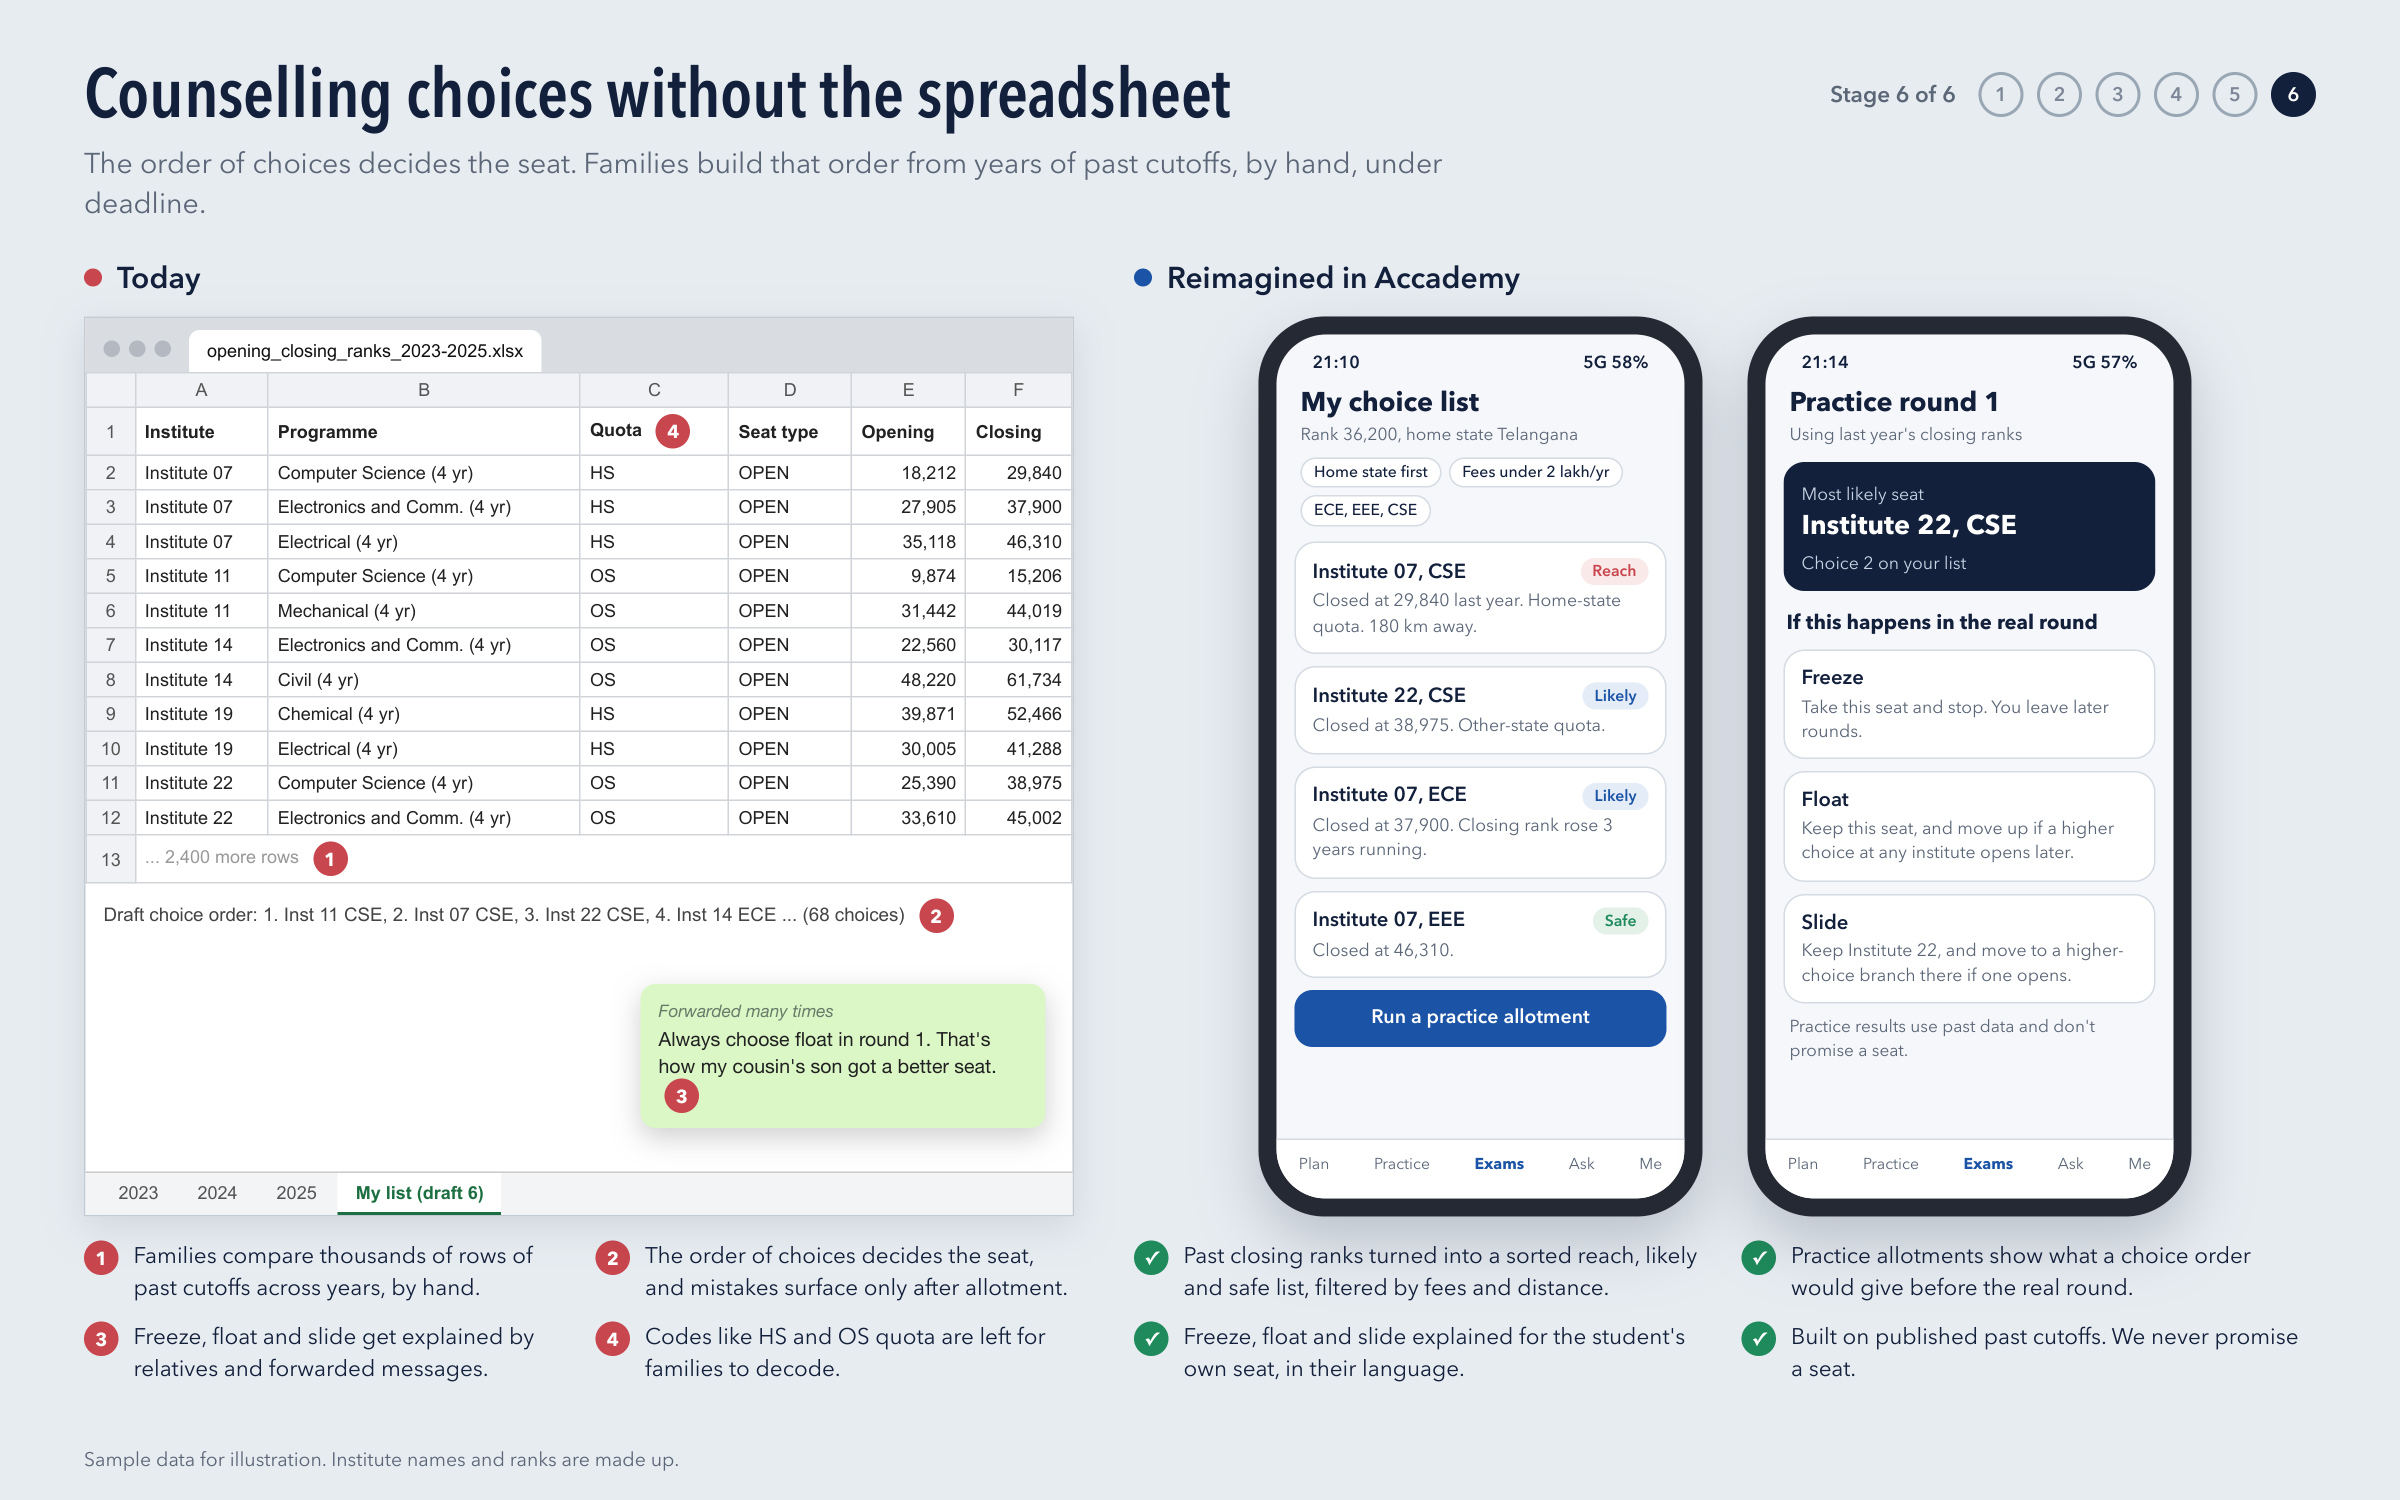 Counselling choices without the spreadsheet
Stage 6 of 6 1 2 3 4 5 6
The order of choices decides the seat. Families build that order from years of past cutoffs, by hand, under
deadline.
Today
opening_closing_ranks_2023-2025.xlsx
A B C D E F
1 Institute Programme Quota 4 Seat type Opening Closing
2 Institute 07 Computer Science (4 yr) HS OPEN 18,212 29,840
3 Institute 07 Electronics and Comm. (4 yr) HS OPEN 27,905 37,900
4 Institute 07 Electrical (4 yr) HS OPEN 35,118 46,310
5 Institute 11 Computer Science (4 yr) OS OPEN 9,874 15,206
6 Institute 11 Mechanical (4 yr) OS OPEN 31,442 44,019
7 Institute 14 Electronics and Comm. (4 yr) OS OPEN 22,560 30,117
8 Institute 14 Civil (4 yr) OS OPEN 48,220 61,734
9 Institute 19 Chemical (4 yr) HS OPEN 39,871 52,466
10 Institute 19 Electrical (4 yr) HS OPEN 30,005 41,288
11 Institute 22 Computer Science (4 yr) OS OPEN 25,390 38,975
12 Institute 22 Electronics and Comm. (4 yr) OS OPEN 33,610 45,002
13 ... 2,400 more rows 1
Draft choice order: 1. Inst 11 CSE, 2. Inst 07 CSE, 3. Inst 22 CSE, 4. Inst 14 ECE ... (68 choices) 2
Forwarded many times
Always choose float in round 1. That's
how my cousin's son got a better seat.
3
2023 2024 2025 My list (draft 6)
1 Families compare thousands of rows of
past cutoffs across years, by hand.
2 The order of choices decides the seat,
and mistakes surface only after allotment.
3 Freeze, float and slide get explained by
relatives and forwarded messages.
4 Codes like HS and OS quota are left for
families to decode.
Reimagined in Accademy
21:10 5G 58%
My choice list
Rank 36,200, home state Telangana
Home state first Fees under 2 lakh/yr
ECE, EEE, CSE
Institute 07, CSE Reach
Closed at 29,840 last year. Home-state
quota. 180 km away.
Institute 22, CSE Likely
Closed at 38,975. Other-state quota.
Institute 07, ECE Likely
Closed at 37,900. Closing rank rose 3
years running.
Institute 07, EEE Safe
Closed at 46,310.
Run a practice allotment
Plan Practice Exams Ask Me
21:14 5G 57%
Practice round 1
Using last year's closing ranks
Most likely seat
Institute 22, CSE
Choice 2 on your list
If this happens in the real round
Freeze
Take this seat and stop. You leave later
rounds.
Float
Keep this seat, and move up if a higher
choice at any institute opens later.
Slide
Keep Institute 22, and move to a higher-
choice branch there if one opens.
Practice results use past data and don't
promise a seat.
Plan Practice Exams Ask Me
✓ Past closing ranks turned into a sorted reach, likely
and safe list, filtered by fees and distance.
✓ Practice allotments show what a choice order
would give before the real round.
✓ Freeze, float and slide explained for the student's
own seat, in their language.
✓ Built on published past cutoffs. We never promise
a seat.
Sample data for illustration. Institute names and ranks are made up.